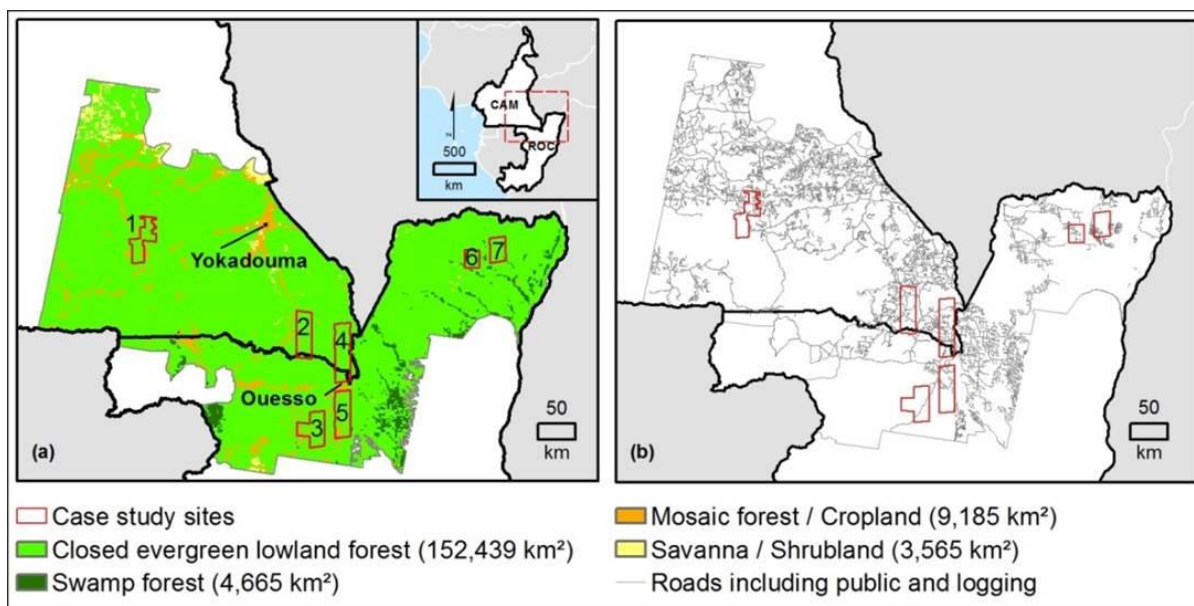 CAM
ROC
500
km
1
Yokadouma
6
7
2
4
Ouesso
5
3
50
km
(a)
50
km
(b)
Case study sites
Closed evergreen lowland forest (152,439 km²)
Swamp forest (4,665 km²)
Mosaic forest / Cropland (9,185 km²)
Savanna / Shrubland (3,565 km²)
Roads including public and logging